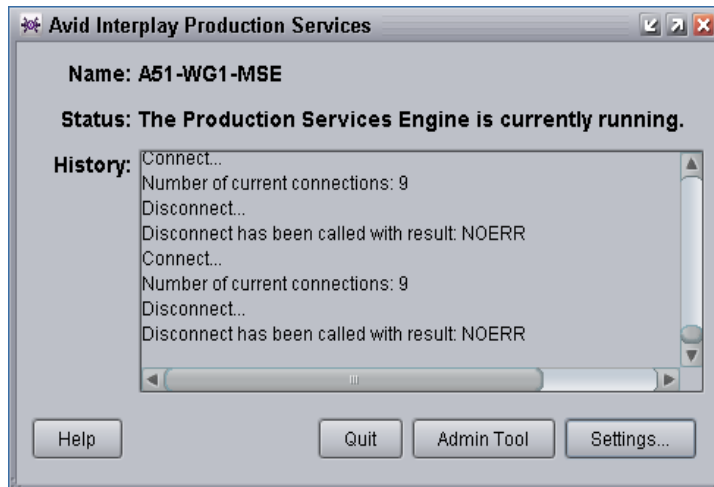 Avid Interplay Production Services
Name: A51-WG1-MSE
Status: The Production Services Engine is currently running.
History:
Connect...
Number of current connections: 9
Disconnect...
Disconnect has been called with result: NOERR
Connect...
Number of current connections: 9
Disconnect...
Disconnect has been called with result: NOERR
Help Quit Admin Tool Settings...